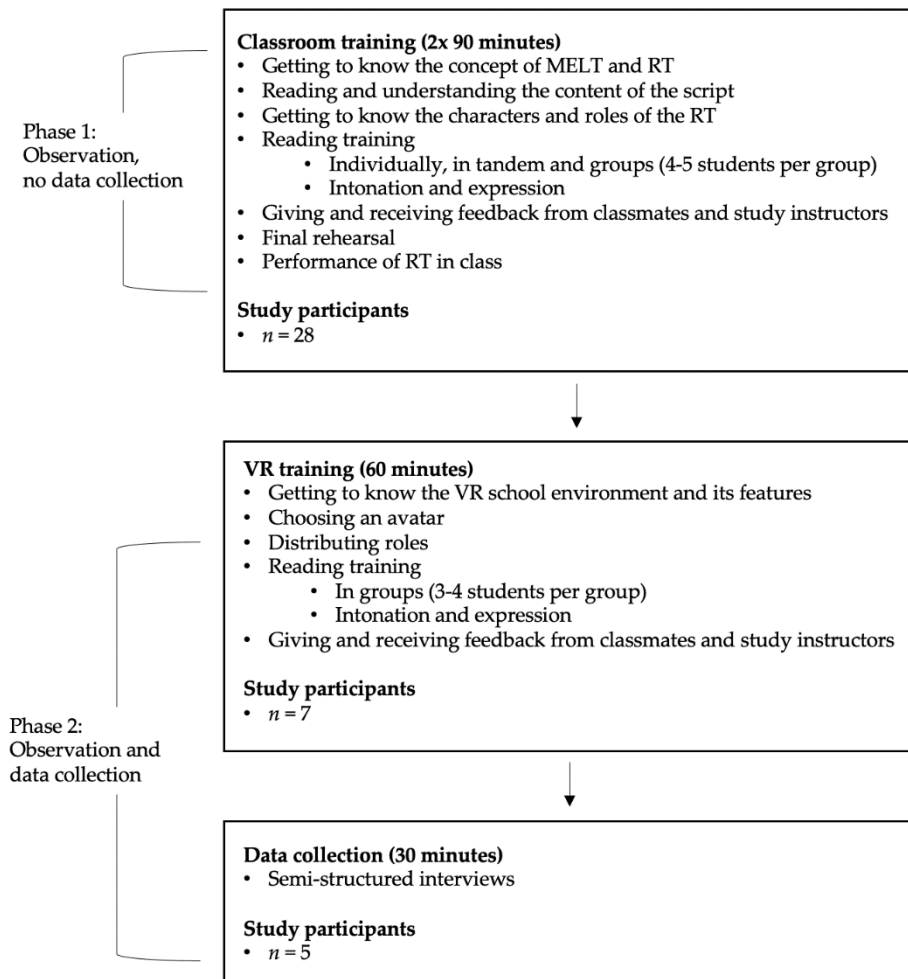 Classroom training (2x 90 minutes)
• Getting to know the concept of MELT and RT
• Reading and understanding the content of the script
• Getting to know the characters and roles of the RT
• Reading training
• Individually, in tandem and groups (4-5 students per group)
• Intonation and expression
• Giving and receiving feedback from classmates and study instructors
• Final rehearsal
• Performance of RT in class
Study participants
• n = 28
Phase 1:
Observation,
no data collection
VR training (60 minutes)
• Getting to know the VR school environment and its features
• Choosing an avatar
• Distributing roles
• Reading training
• In groups (3-4 students per group)
• Intonation and expression
• Giving and receiving feedback from classmates and study instructors
Study participants
• n = 7
Phase 2:
Observation and
data collection
Data collection (30 minutes)
• Semi-structured interviews
Study participants
• n = 5